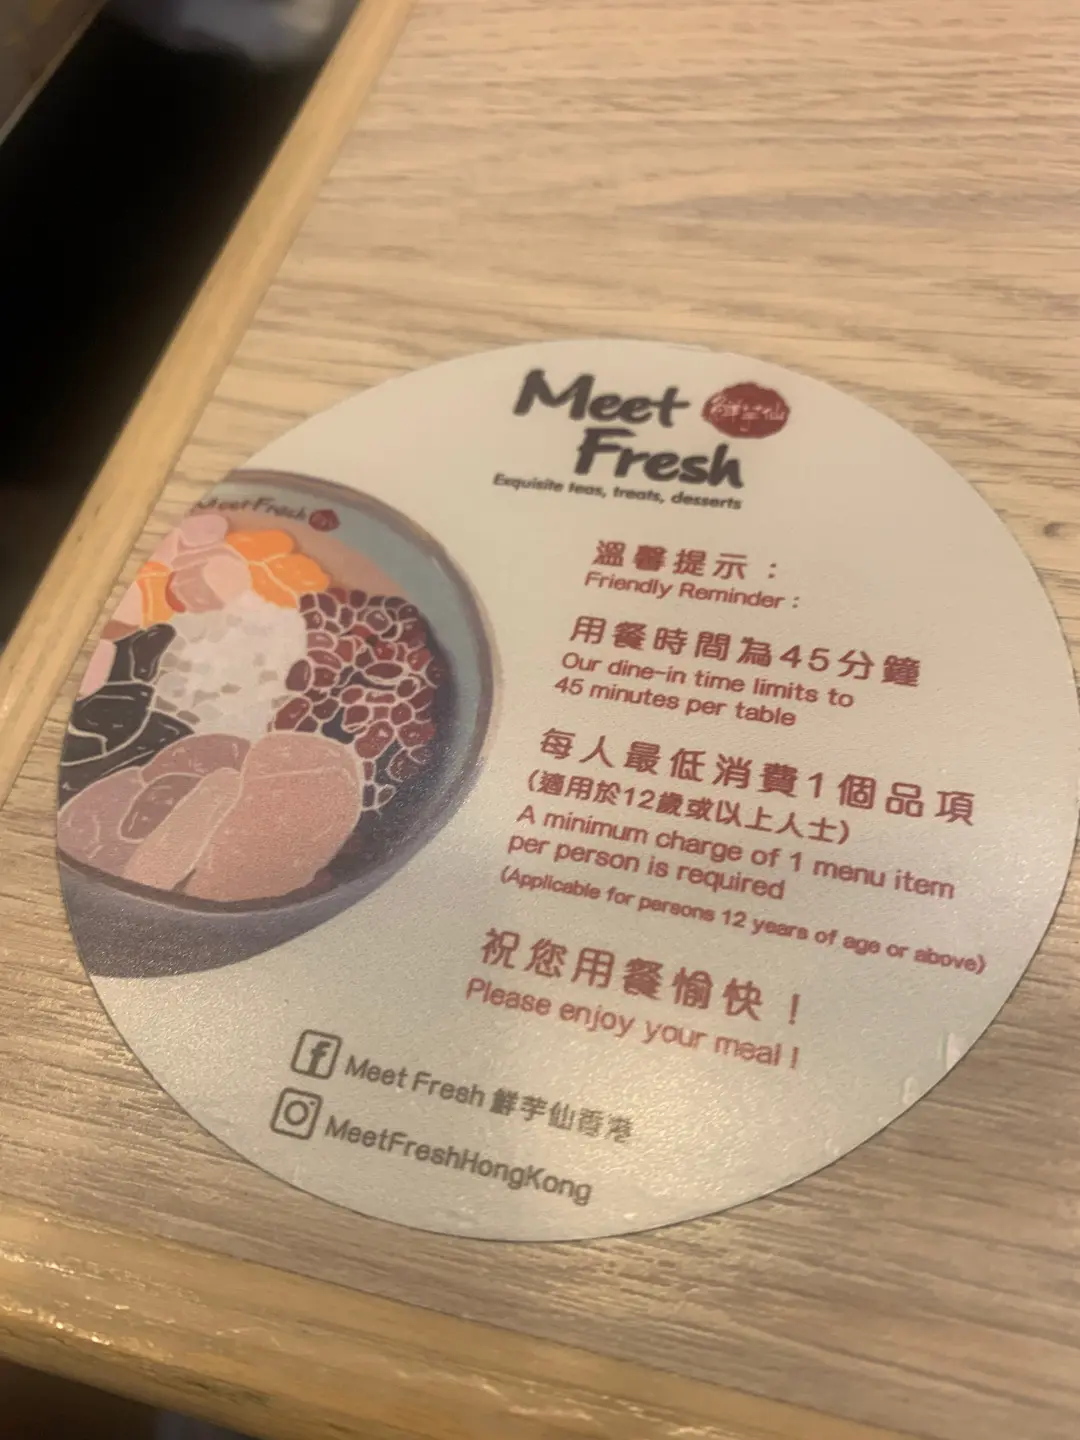 Meet 鮮芋仙
Fresh
Exquisite teas, treats, desserts
Meet Fresh
溫馨提示：
Friendly Reminder :
用餐時間為45分鐘
Our dine-in time limits to
45 minutes per table
每人最低消費1個品項
(適用於12歲或以上人士)
A minimum charge of 1 menu item
per person is required
(Applicable for persons 12 years of age or above)
祝您用餐愉快！
Please enjoy your meal !
Meet Fresh 鮮芋仙香港
MeetFreshHongKong